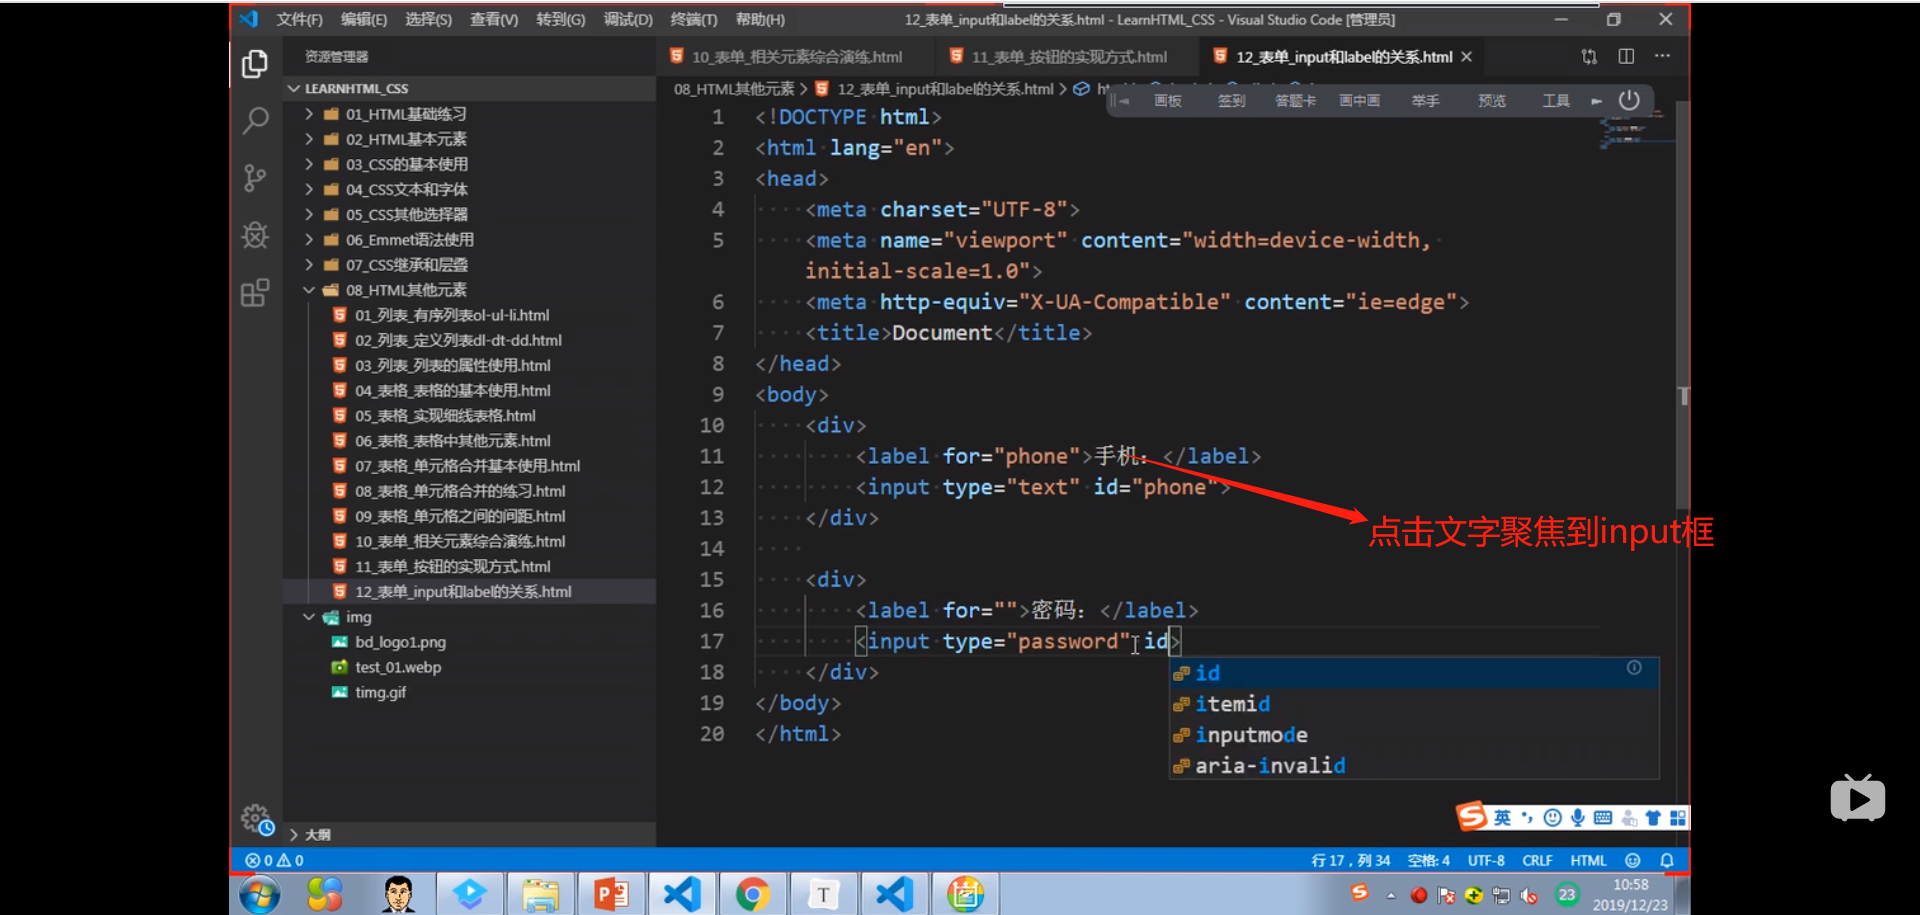 文件(F) 编辑(E) 选择(S) 查看(V) 转到(G) 调试(D) 终端(T) 帮助(H) 12_表单_input和label的关系.html - LearnHTML_CSS - Visual Studio Code [管理员]
资源管理器
10_表单_相关元素综合演练.html 11_表单_按钮的实现方式.html 12_表单_input和label的关系.html
LEARNHTML_CSS
08_HTML其他元素 > 12_表单_input和label的关系.html >
画板 签到 答题卡 画中画 举手 预览 工具
01_HTML基础练习
02_HTML基本元素
03_CSS的基本使用
04_CSS文本和字体
05_CSS其他选择器
06_Emmet语法使用
07_CSS继承和层叠
08_HTML其他元素
01_列表_有序列表ol-ul-li.html
02_列表_定义列表dl-dt-dd.html
03_列表_列表的属性使用.html
04_表格_表格的基本使用.html
05_表格_实现细线表格.html
06_表格_表格中其他元素.html
07_表格_单元格合并基本使用.html
08_表格_单元格合并的练习.html
09_表格_单元格之间的间距.html
10_表单_相关元素综合演练.html
11_表单_按钮的实现方式.html
12_表单_input和label的关系.html
img
bd_logo1.png
test_01.webp
timg.gif
大纲
1 <!DOCTYPE html>
2 <html lang="en">
3 <head>
4 <meta charset="UTF-8">
5 <meta name="viewport" content="width=device-width,
initial-scale=1.0">
6 <meta http-equiv="X-UA-Compatible" content="ie=edge">
7 <title>Document</title>
8 </head>
9 <body>
10 <div>
11 <label for="phone">手机：</label>
12 <input type="text" id="phone">
13 </div>
14
15 <div>
16 <label for="">密码：</label>
17 <input type="password" id>
18 </div>
19 </body>
20 </html>
点击文字聚焦到input框
id
itemid
inputmode
aria-invalid
英
0 0 行 17，列 34 空格: 4 UTF-8 CRLF HTML
23
10:58
2019/12/23